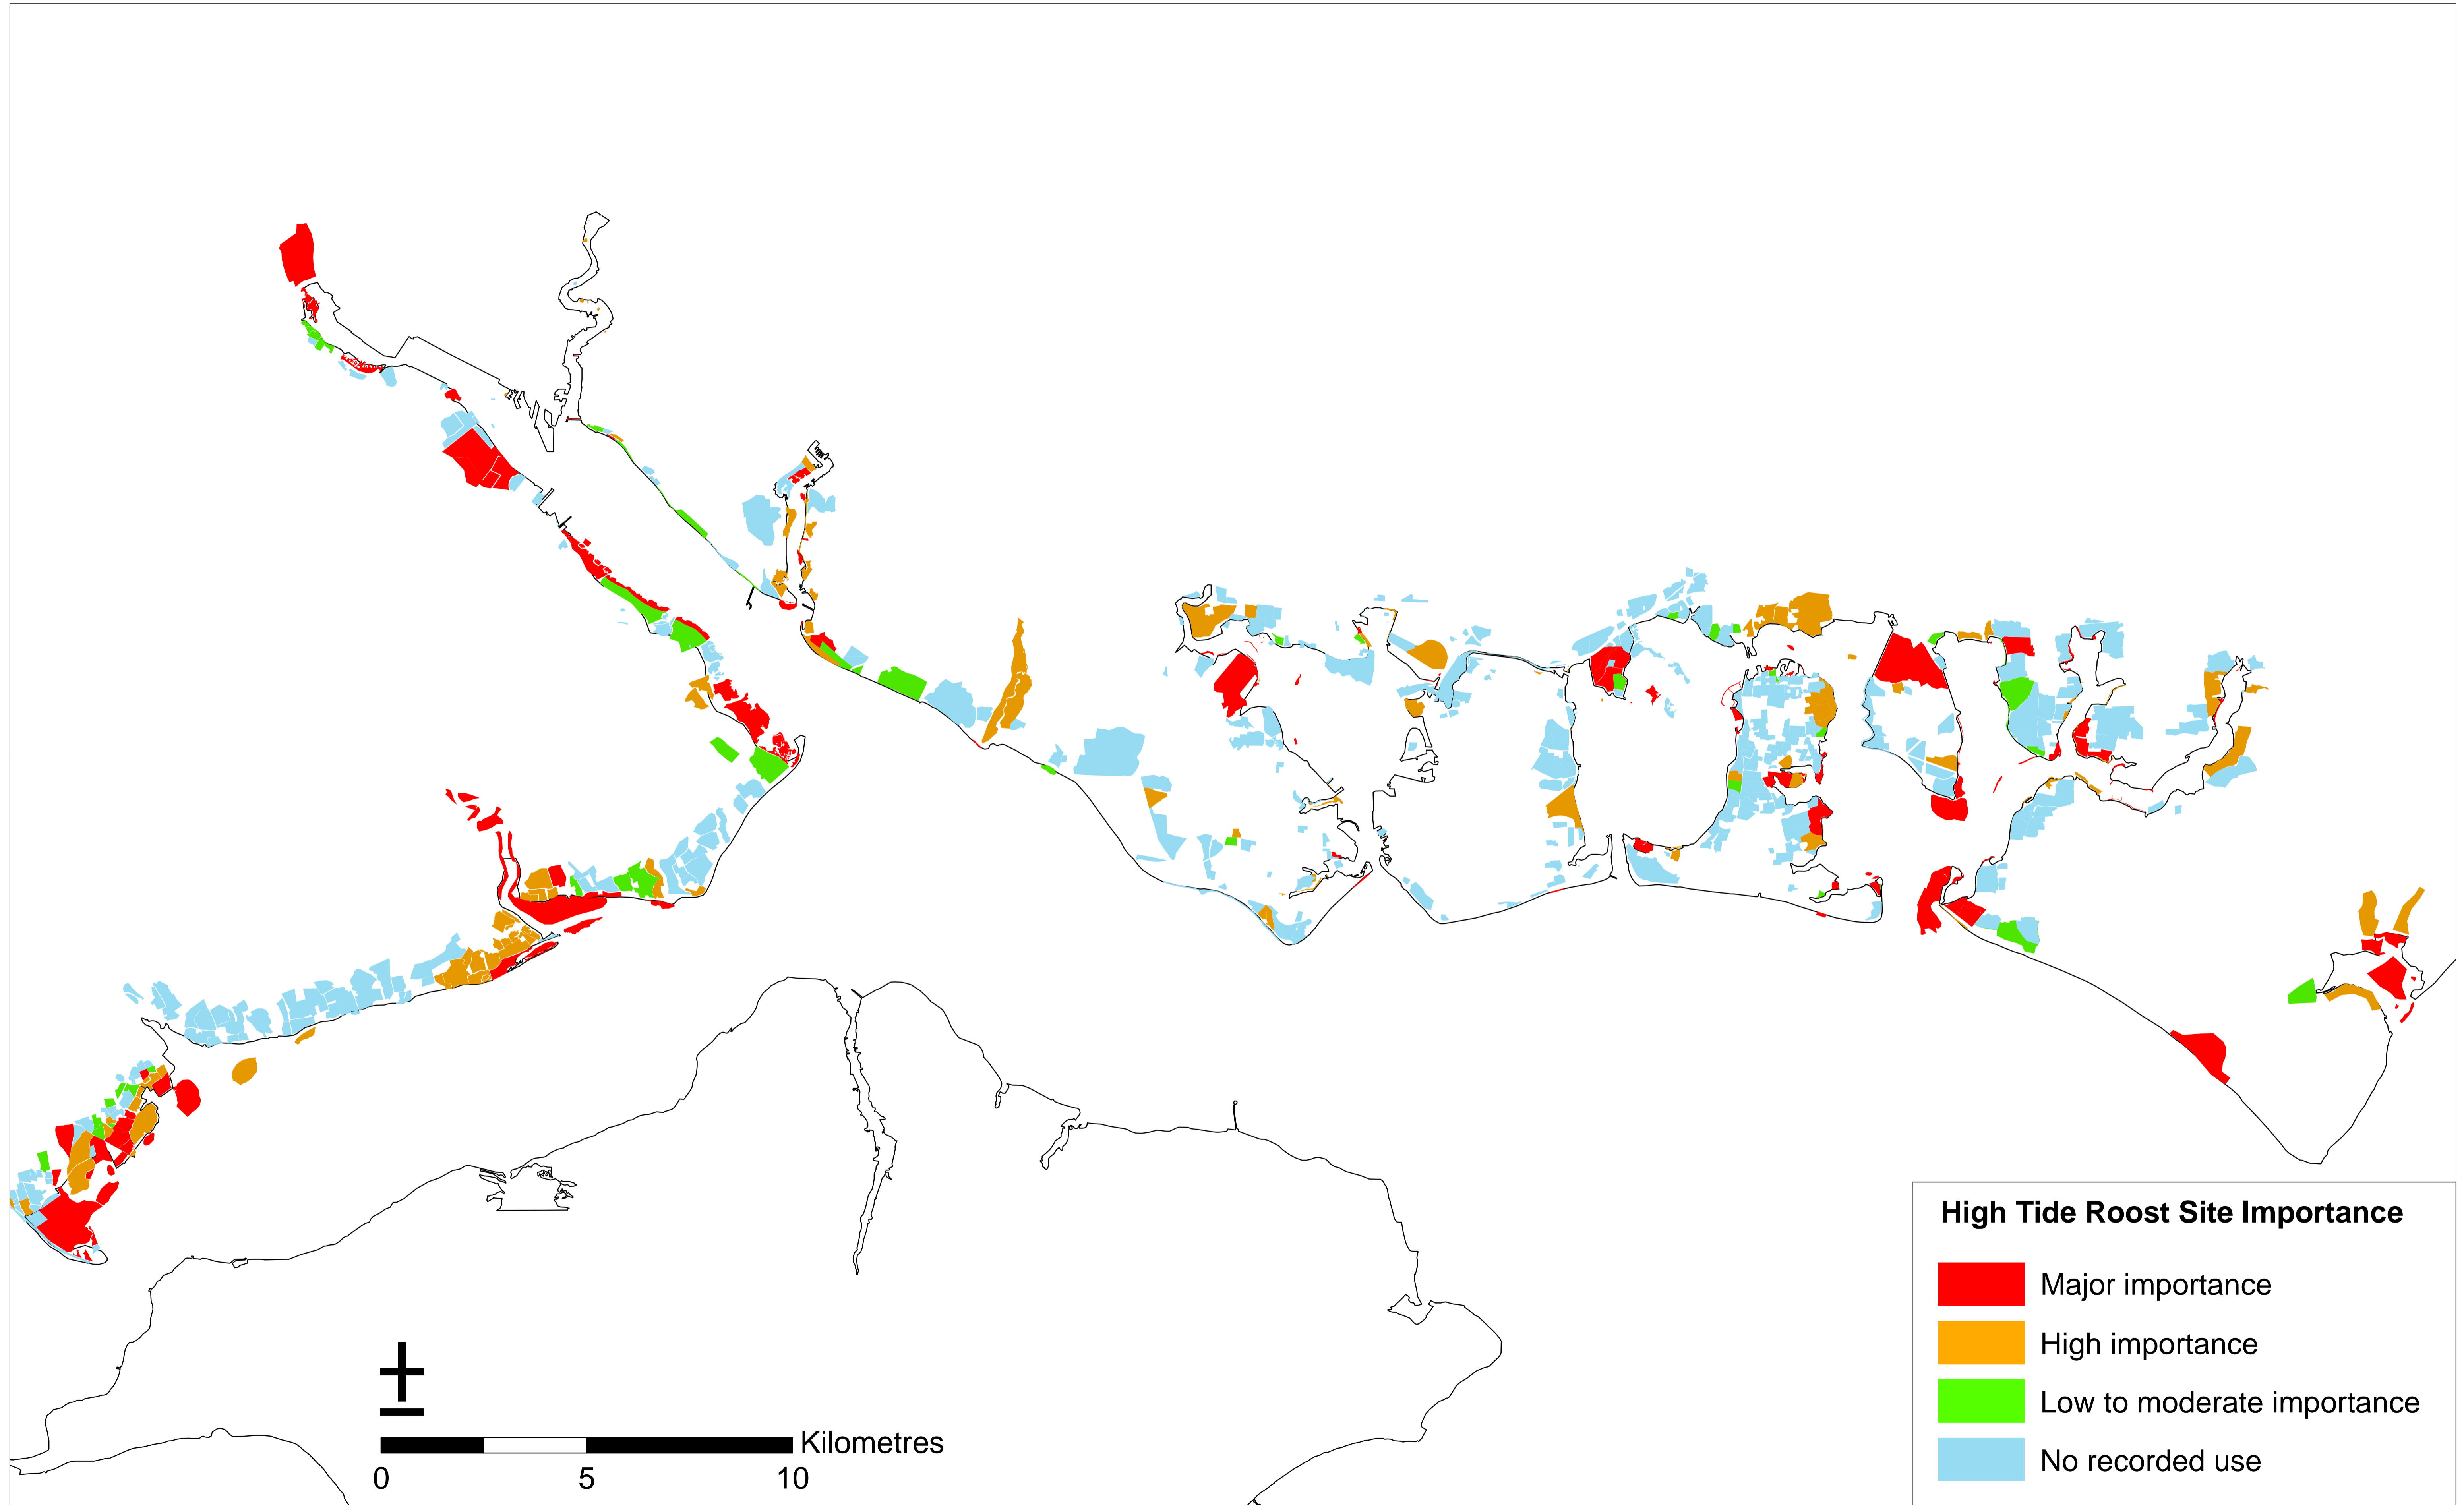 High Tide Roost Site Importance
Major importance
High importance
Low to moderate importance
No recorded use
Kilometres
0 5 10